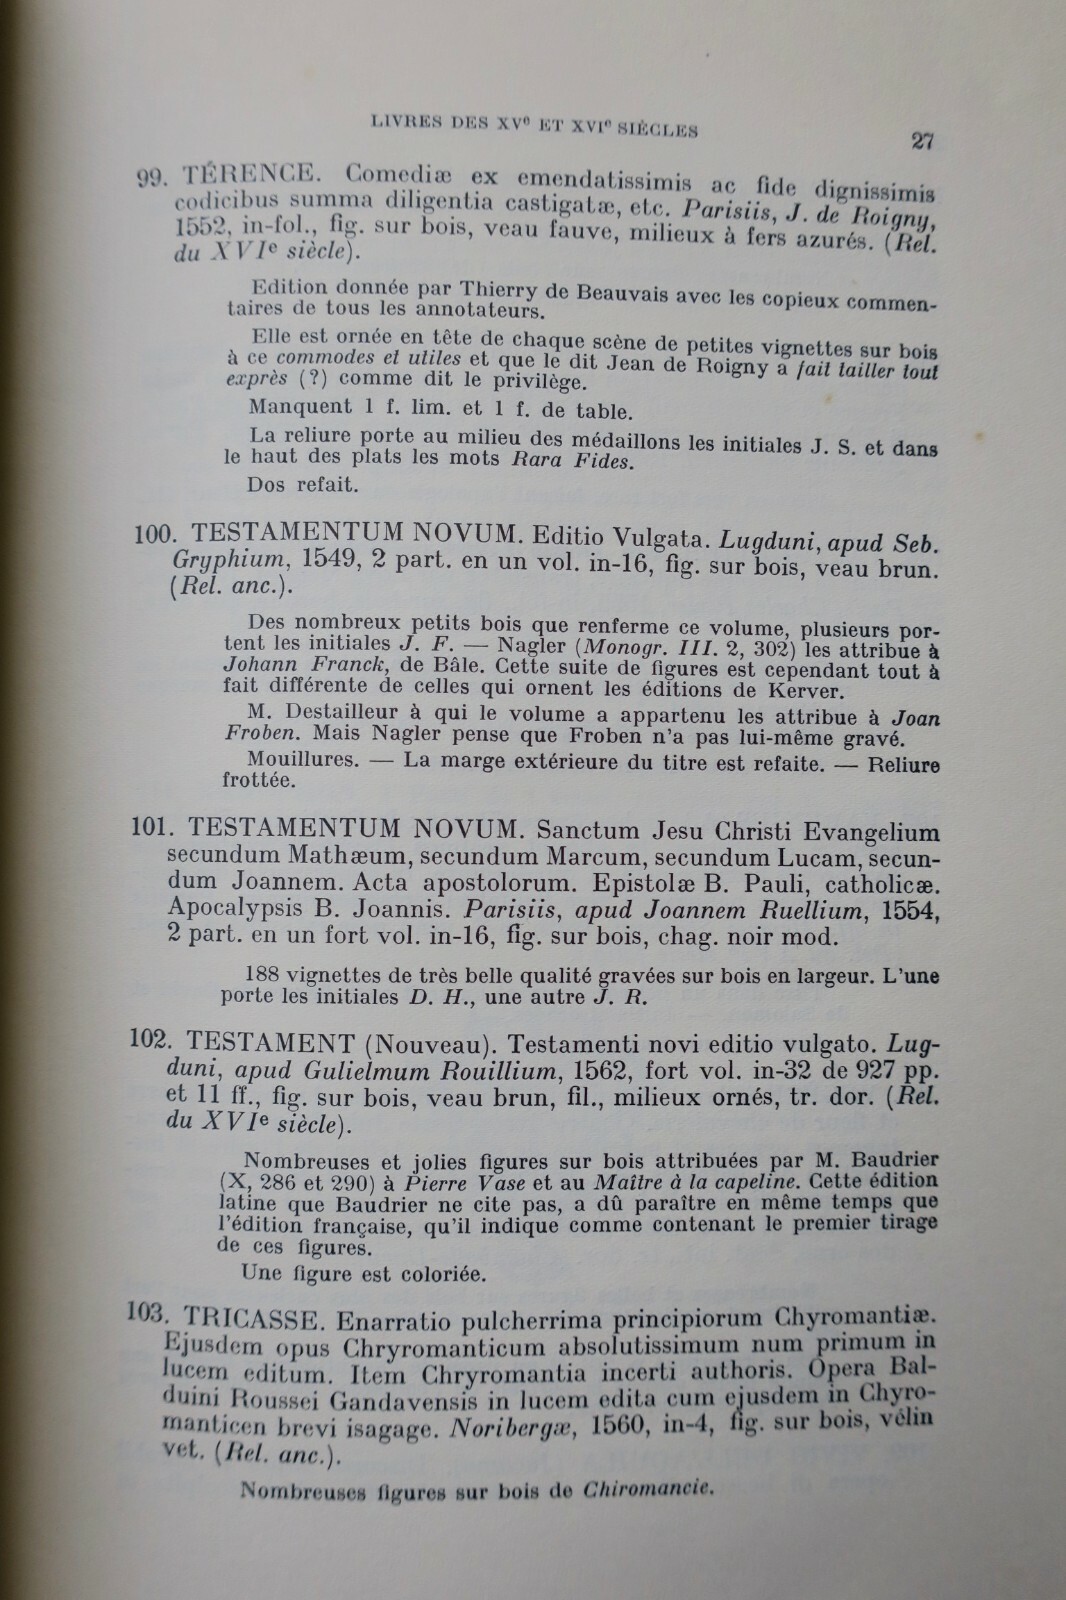 LIVRES DES XVe ET XVIe SIÈCLES
27
99. TÉRENCE. Comediæ ex emendatissimis ac fide dignissimis
codicibus summa diligentia castigatæ, etc. Parisiis, J. de Roigny,
1552, in-fol., fig. sur bois, veau fauve, milieux à fers azurés. (Rel.
du XVIe siècle).
Edition donnée par Thierry de Beauvais avec les copieux commen-
taires de tous les annotateurs.
Elle est ornée en tête de chaque scène de petites vignettes sur bois
à ce commodes et utiles et que le dit Jean de Roigny a fait tailler tout
exprès (?) comme dit le privilège.
Manquent 1 f. lim. et 1 f. de table.
La reliure porte au milieu des médaillons les initiales J. S. et dans
le haut des plats les mots Rara Fides.
Dos refait.
100. TESTAMENTUM NOVUM. Editio Vulgata. Lugduni, apud Seb.
Gryphium, 1549, 2 part. en un vol. in-16, fig. sur bois, veau brun.
(Rel. anc.).
Des nombreux petits bois que renferme ce volume, plusieurs por-
tent les initiales J. F. — Nagler (Monogr. III. 2, 302) les attribue à
Johann Franck, de Bâle. Cette suite de figures est cependant tout à
fait différente de celles qui ornent les éditions de Kerver.
M. Destailleur à qui le volume a appartenu les attribue à Joan
Froben. Mais Nagler pense que Froben n'a pas lui-même gravé.
Mouillures. — La marge extérieure du titre est refaite. — Reliure
frottée.
101. TESTAMENTUM NOVUM. Sanctum Jesu Christi Evangelium
secundum Mathæum, secundum Marcum, secundum Lucam, secun-
dum Joannem. Acta apostolorum. Epistolæ B. Pauli, catholicæ.
Apocalypsis B. Joannis. Parisiis, apud Joannem Ruellium, 1554,
2 part. en un fort vol. in-16, fig. sur bois, chag. noir mod.
188 vignettes de très belle qualité gravées sur bois en largeur. L'une
porte les initiales D. H., une autre J. R.
102. TESTAMENT (Nouveau). Testamenti novi editio vulgato. Lug-
duni, apud Gulielmum Rouillium, 1562, fort vol. in-32 de 927 pp.
et 11 ff., fig. sur bois, veau brun, fil., milieux ornés, tr. dor. (Rel.
du XVIe siècle).
Nombreuses et jolies figures sur bois attribuées par M. Baudrier
(X, 286 et 290) à Pierre Vase et au Maître à la capeline. Cette édition
latine que Baudrier ne cite pas, a dû paraître en même temps que
l'édition française, qu'il indique comme contenant le premier tirage
de ces figures.
Une figure est coloriée.
103. TRICASSE. Enarratio pulcherrima principiorum Chyromantiæ.
Ejusdem opus Chryromanticum absolutissimum num primum in
lucem editum. Item Chryromantia incerti authoris. Opera Bal-
duini Roussei Gandavensis in lucem edita cum ejusdem in Chyro-
manticen brevi isagage. Noribergæ, 1560, in-4, fig. sur bois, vélin
vet. (Rel. anc.).
Nombreuses figures sur bois de Chiromancie.